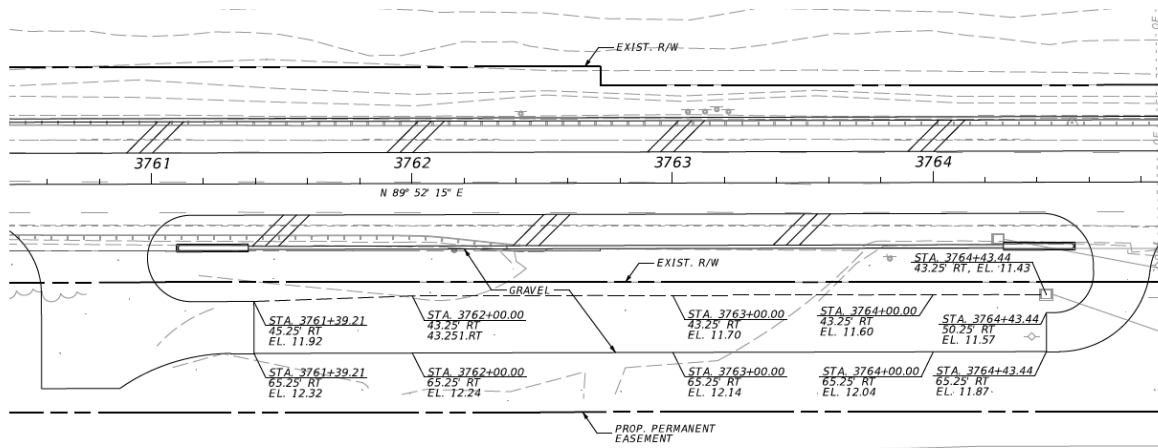 EXIST. R/W
3761
3762
3763
3764
N 89° 52' 15" E
EXIST. R/W
STA. 3764+43.44
43.25' RT, EL. 11.43
GRAVEL
STA. 3761+39.21
45.25' RT
EL. 11.92
STA. 3762+00.00
43.25' RT
43.251.RT
STA. 3763+00.00
43.25' RT
EL. 11.70
STA. 3764+00.00
43.25' RT
EL. 11.60
STA. 3764+43.44
50.25' RT
EL. 11.57
STA. 3761+39.21
65.25' RT
EL. 12.32
STA. 3762+00.00
65.25' RT
EL. 12.24
STA. 3763+00.00
65.25' RT
EL. 12.14
STA. 3764+00.00
65.25' RT
EL. 12.04
STA. 3764+43.44
65.25' RT
EL. 11.87
PROP. PERMANENT
EASEMENT